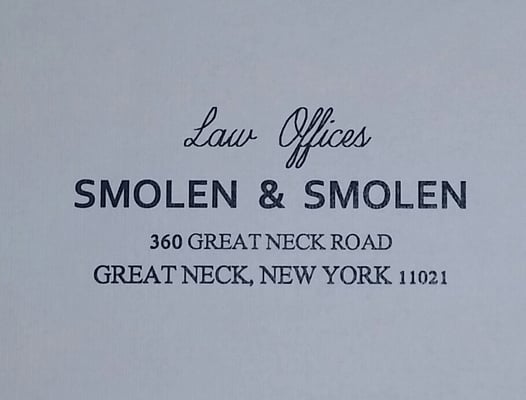 Law Offices
SMOLEN & SMOLEN
360 GREAT NECK ROAD
GREAT NECK, NEW YORK 11021